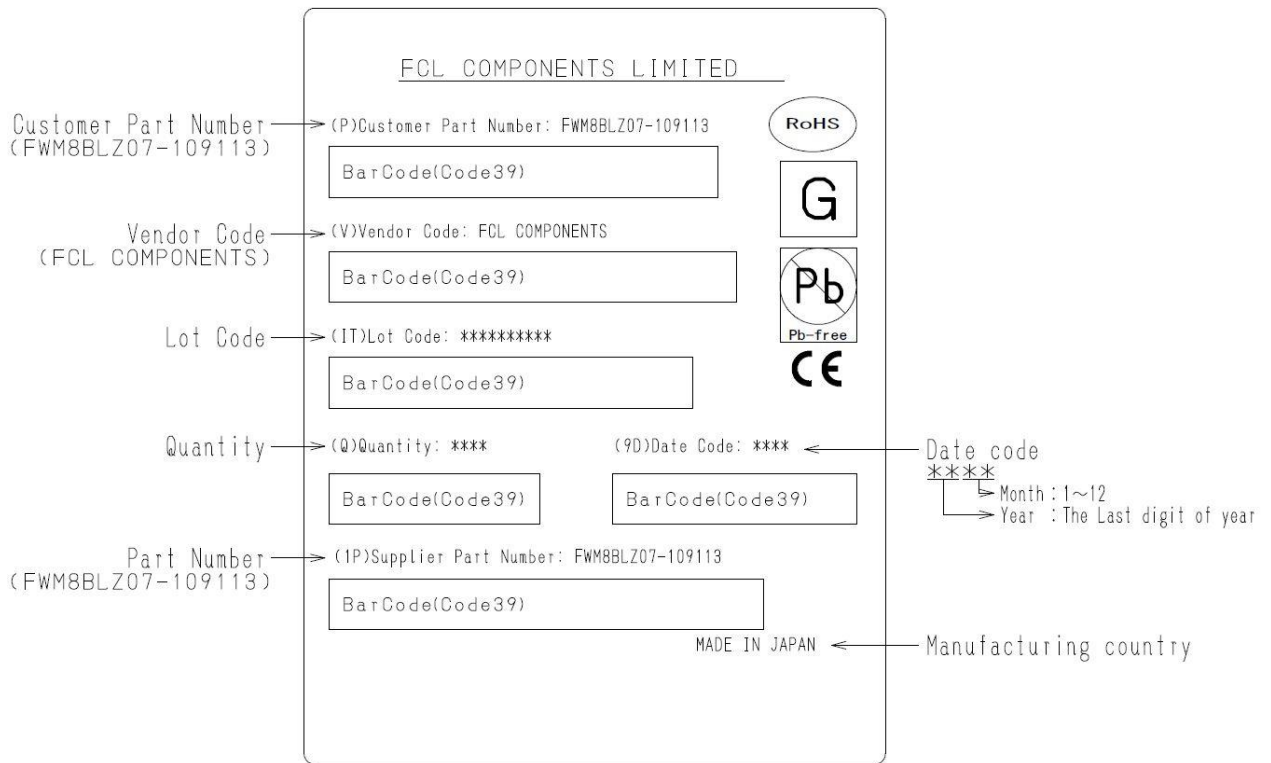 FCL COMPONENTS LIMITED
Customer Part Number
(FWM8BLZ07-109113)
(P)Customer Part Number: FWM8BLZ07-109113
RoHS
BarCode(Code39)
G
Vendor Code
(FCL COMPONENTS)
(V)Vendor Code: FCL COMPONENTS
BarCode(Code39)
Pb
Pb-free
Lot Code
(IT)Lot Code: **********
CE
BarCode(Code39)
Quantity
(Q)Quantity: ****
(9D)Date Code: ****
Date code
****
Month:1~12
Year :The Last digit of year
BarCode(Code39)
BarCode(Code39)
Part Number
(FWM8BLZ07-109113)
(1P)Supplier Part Number: FWM8BLZ07-109113
BarCode(Code39)
MADE IN JAPAN
Manufacturing country